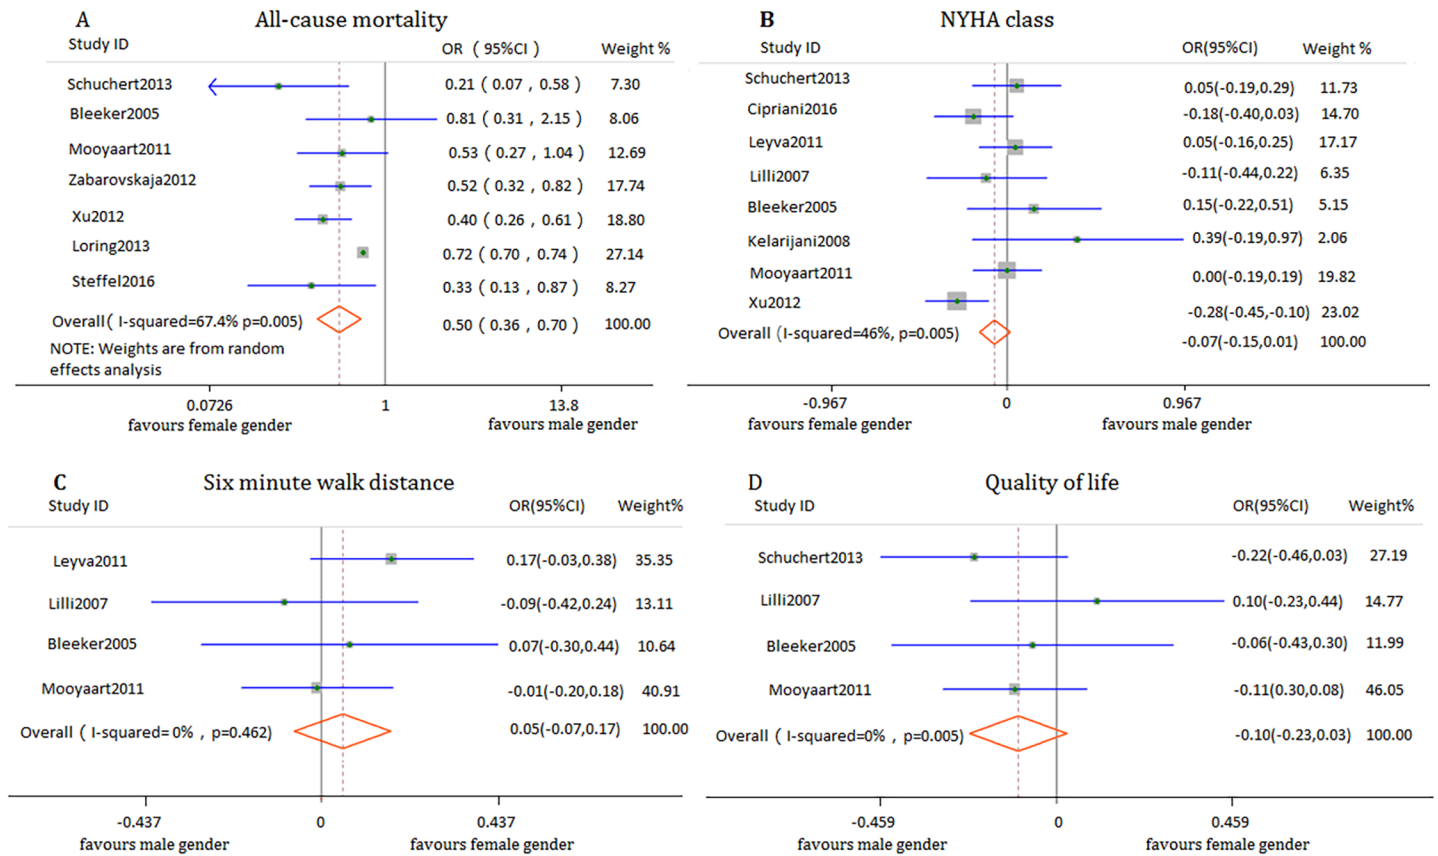 A All-cause mortality
Study ID OR ( 95%CI ) Weight %
Schuchert2013 0.21 ( 0.07 , 0.58 ) 7.30
Bleeker2005 0.81 ( 0.31 , 2.15 ) 8.06
Mooyaart2011 0.53 ( 0.27 , 1.04 ) 12.69
Zabarovskaja2012 0.52 ( 0.32 , 0.82 ) 17.74
Xu2012 0.40 ( 0.26 , 0.61 ) 18.80
Loring2013 0.72 ( 0.70 , 0.74 ) 27.14
Steffel2016 0.33 ( 0.13 , 0.87 ) 8.27
Overall( I-squared=67.4% p=0.005) 0.50 ( 0.36 , 0.70 ) 100.00
NOTE: Weights are from random
effects analysis
0.0726 1 13.8
favours female gender favours male gender
B NYHA class
Study ID OR(95%CI) Weight %
Schuchert2013 0.05(-0.19,0.29) 11.73
Cipriani2016 -0.18(-0.40,0.03) 14.70
Leyva2011 0.05(-0.16,0.25) 17.17
Lilli2007 -0.11(-0.44,0.22) 6.35
Bleeker2005 0.15(-0.22,0.51) 5.15
Kelarijani2008 0.39(-0.19,0.97) 2.06
Mooyaart2011 0.00(-0.19,0.19) 19.82
Xu2012 -0.28(-0.45,-0.10) 23.02
Overall (I-squared=46%, p=0.005) -0.07(-0.15,0.01) 100.00
-0.967 0 0.967
favours female gender favours male gender
C Six minute walk distance
Study ID OR(95%CI) Weight%
Leyva2011 0.17(-0.03,0.38) 35.35
Lilli2007 -0.09(-0.42,0.24) 13.11
Bleeker2005 0.07(-0.30,0.44) 10.64
Mooyaart2011 -0.01(-0.20,0.18) 40.91
Overall ( I-squared= 0% , p=0.462) 0.05(-0.07,0.17) 100.00
-0.437 0 0.437
favours male gender favours female gender
D Quality of life
Study ID OR(95%CI) Weight%
Schuchert2013 -0.22(-0.46,0.03) 27.19
Lilli2007 0.10(-0.23,0.44) 14.77
Bleeker2005 -0.06(-0.43,0.30) 11.99
Mooyaart2011 -0.11(0.30,0.08) 46.05
Overall ( I-squared=0% , p=0.005) -0.10(-0.23,0.03) 100.00
-0.459 0 0.459
favours male gender favours female gender